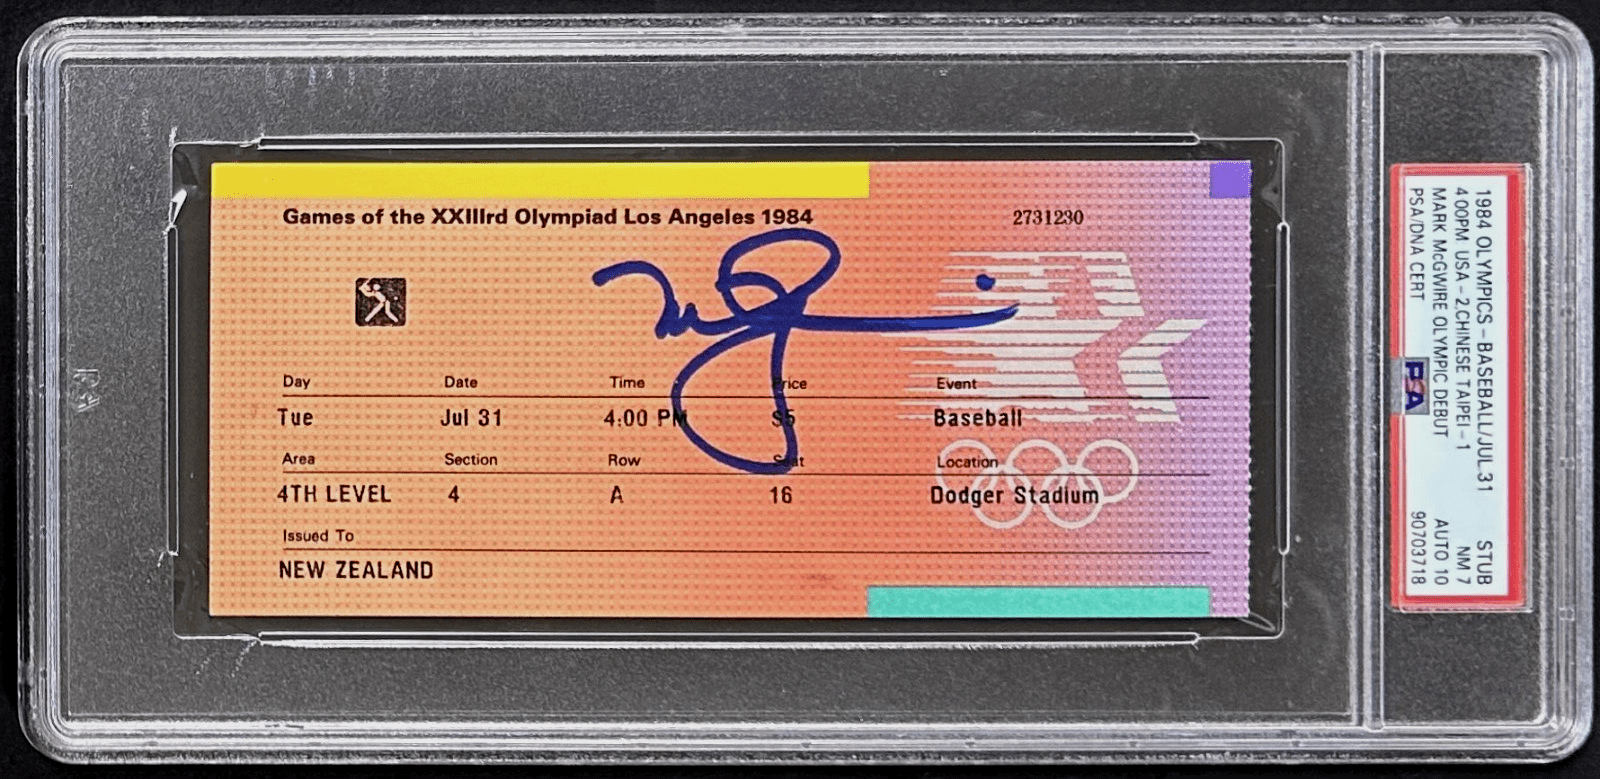 Games of the XXIIIrd Olympiad Los Angeles 1984 2731230
Day Date Time Price Event
Tue Jul 31 4:00 PM $5 Baseball
Area Section Row Seat Location
4TH LEVEL 4 A 16 Dodger Stadium
Issued To
NEW ZEALAND
1984 OLYMPICS - BASEBALL/JUL.31 STUB
4:00PM USA - 2,CHINESE TAIPEI - 1 NM 7
MARK McGWIRE OLYMPIC DEBUT AUTO 10
PSA/DNA CERT 90703718
PSA